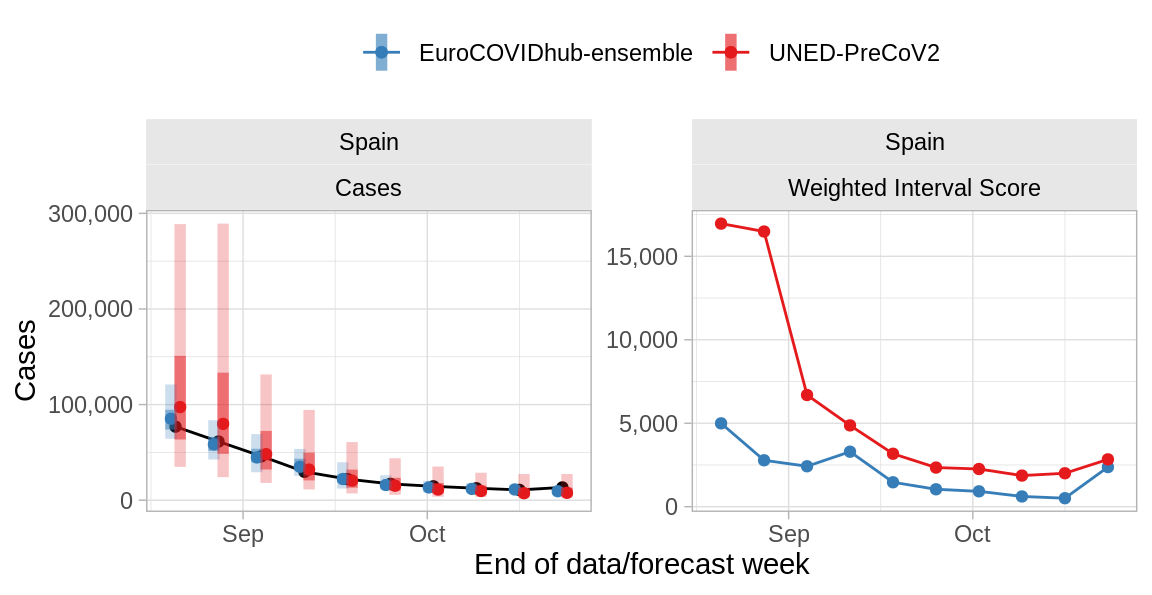 EuroCOVIDhub-ensemble UNED-PreCoV2
Spain
Cases
300,000
200,000
100,000
0
Cases
Sep
Oct
Spain
Weighted Interval Score
15,000
10,000
5,000
0
Sep
Oct
End of data/forecast week